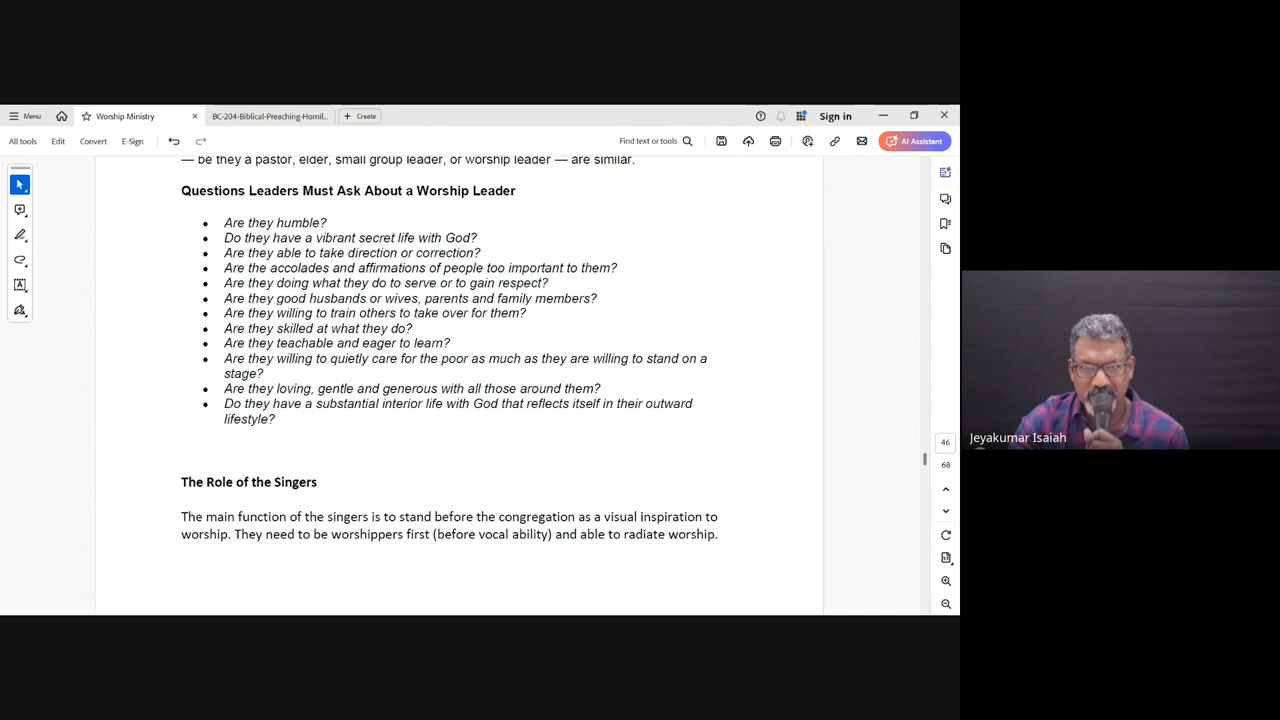 Menu
Worship Ministry
BC-204-Biblical-Preaching-Homil...
Create
Sign in
All tools
Edit
Convert
E-Sign
Find text or tools
AI Assistant
— be they a pastor, elder, small group leader, or worship leader — are similar.
Questions Leaders Must Ask About a Worship Leader
• Are they humble?
• Do they have a vibrant secret life with God?
• Are they able to take direction or correction?
• Are the accolades and affirmations of people too important to them?
• Are they doing what they do to serve or to gain respect?
• Are they good husbands or wives, parents and family members?
• Are they willing to train others to take over for them?
• Are they skilled at what they do?
• Are they teachable and eager to learn?
• Are they willing to quietly care for the poor as much as they are willing to stand on a
stage?
• Are they loving, gentle and generous with all those around them?
• Do they have a substantial interior life with God that reflects itself in their outward
lifestyle?
The Role of the Singers
The main function of the singers is to stand before the congregation as a visual inspiration to
worship. They need to be worshippers first (before vocal ability) and able to radiate worship.
46
68
Jeyakumar Isaiah